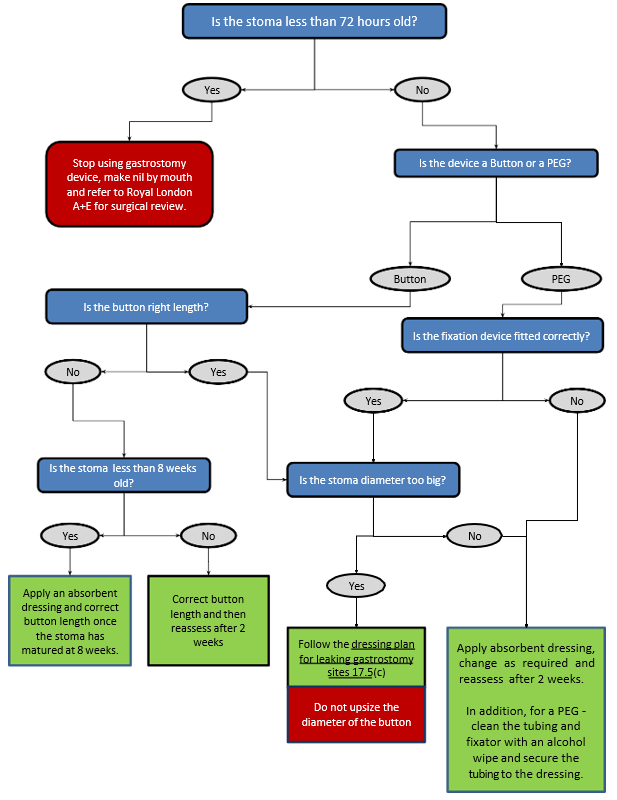 Is the stoma less than 72 hours old?
Yes
No
Stop using gastrostomy
device, make nil by mouth
and refer to Royal London
A+E for surgical review.
Is the device a Button or a PEG?
Button
PEG
Is the button right length?
Is the fixation device fitted correctly?
No
Yes
Yes
No
Is the stoma less than 8 weeks
old?
Is the stoma diameter too big?
Yes
No
No
Yes
Apply an absorbent
dressing and correct
button length once
the stoma has
matured at 8 weeks.
Correct button
length and then
reassess after 2
weeks
Follow the dressing plan
for leaking gastrostomy
sites 17.5(c)
Do not upsize the
diameter of the button
Apply absorbent dressing,
change as required and
reassess after 2 weeks.
In addition, for a PEG -
clean the tubing and
fixator with an alcohol
wipe and secure the
tubing to the dressing.